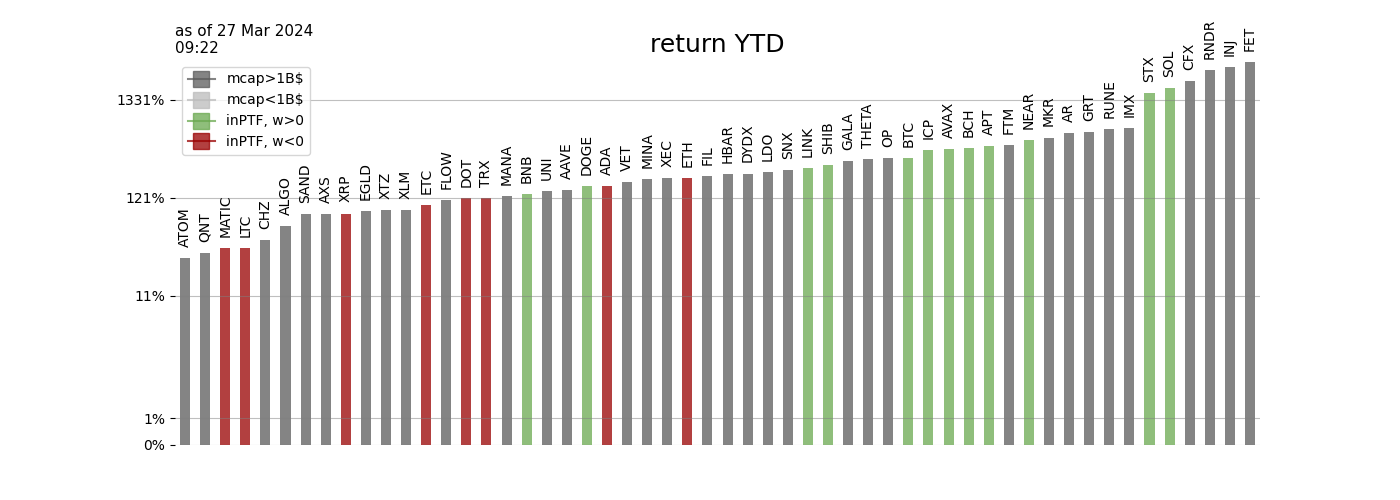 as of 27 Mar 2024
09:22
return YTD
mcap>1B$
mcap<1B$
inPTF, w>0
inPTF, w<0
1331%
121%
11%
1%
0%
ATOM
QNT
MATIC
LTC
CHZ
ALGO
SAND
AXS
XRP
EGLD
XTZ
XLM
ETC
FLOW
DOT
TRX
MANA
BNB
UNI
AAVE
DOGE
ADA
VET
MINA
XEC
ETH
FIL
HBAR
DYDX
LDO
SNX
LINK
SHIB
GALA
THETA
OP
BTC
ICP
AVAX
BCH
APT
FTM
NEAR
MKR
AR
GRT
RUNE
IMX
STX
SOL
CFX
RNDR
INJ
FET